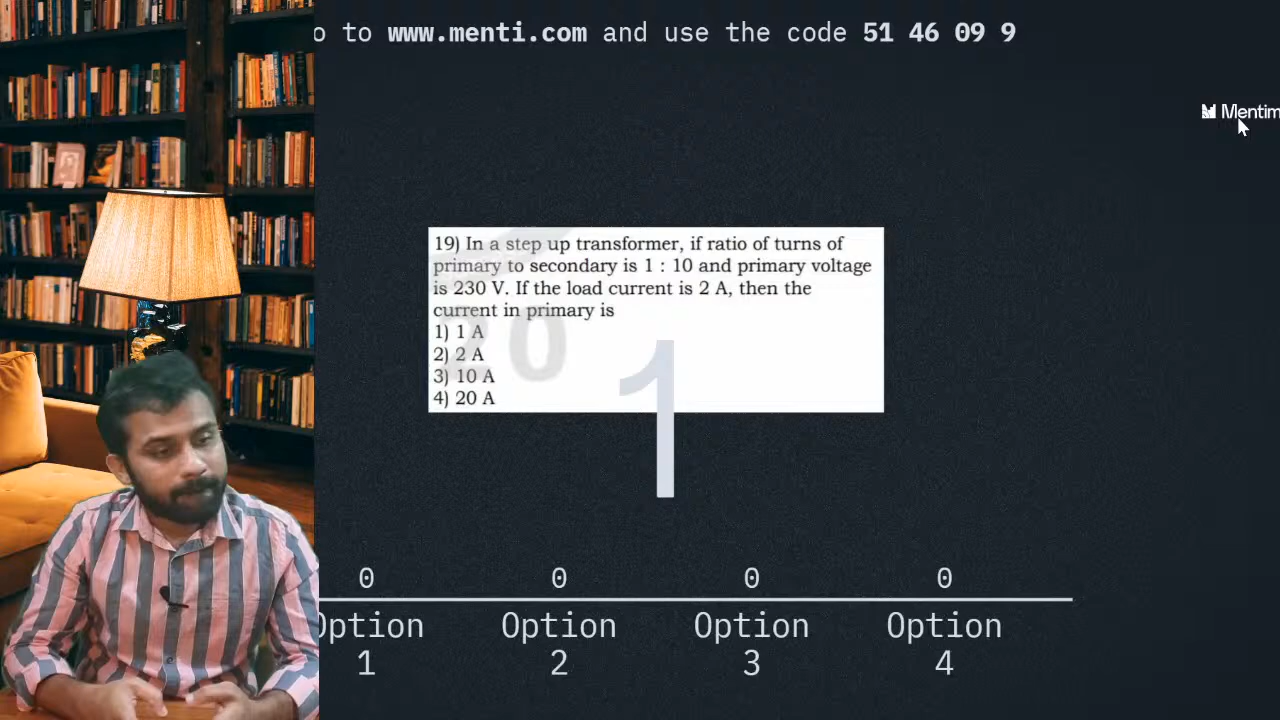 o to www.menti.com and use the code 51 46 09 9
Mentim
19) In a step up transformer, if ratio of turns of
primary to secondary is 1 : 10 and primary voltage
is 230 V. If the load current is 2 A, then the
current in primary is
1) 1 A
2) 2 A
3) 10 A
4) 20 A
20
1
0 0 0 0
Option Option Option Option
1 2 3 4